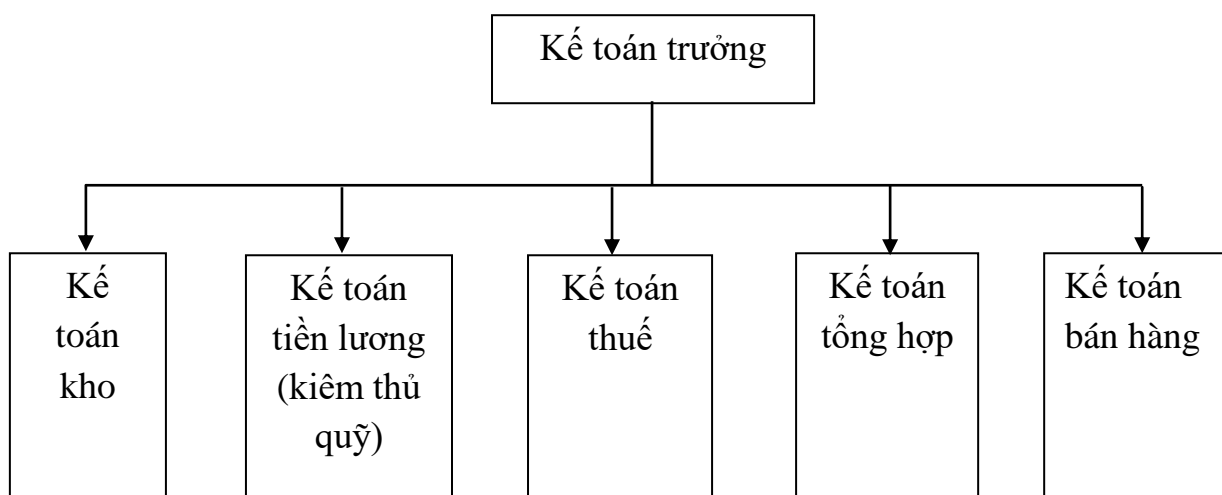 Kế toán trưởng
Kế
toán
kho
Kế toán
tiền lương
(kiêm thủ
quỹ)
Kế toán
thuế
Kế toán
tổng hợp
Kế toán
bán hàng